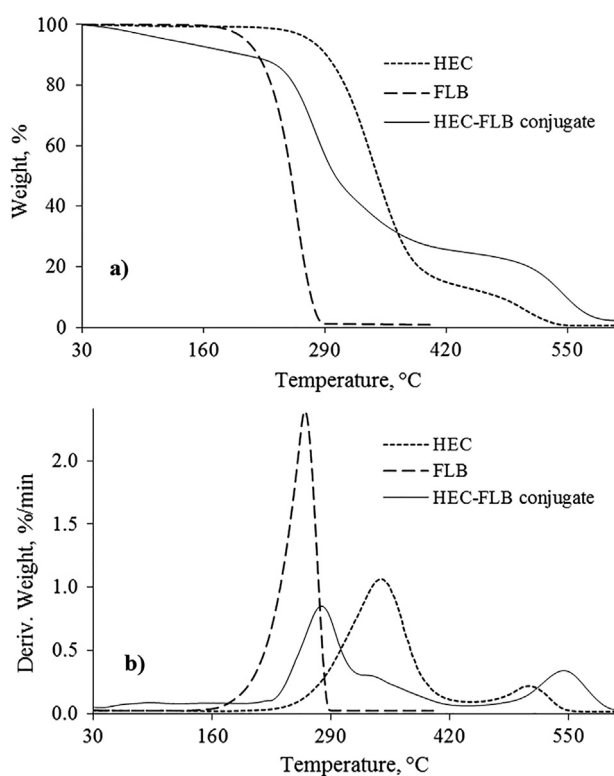 100
80
60
40
20
0
Weight, %
HEC
FLB
HEC-FLB conjugate
a)
30 160 290 420 550
Temperature, °C
2.0
1.5
1.0
0.5
0.0
Deriv. Weight, %/min
HEC
FLB
HEC-FLB conjugate
b)
30 160 290 420 550
Temperature, °C